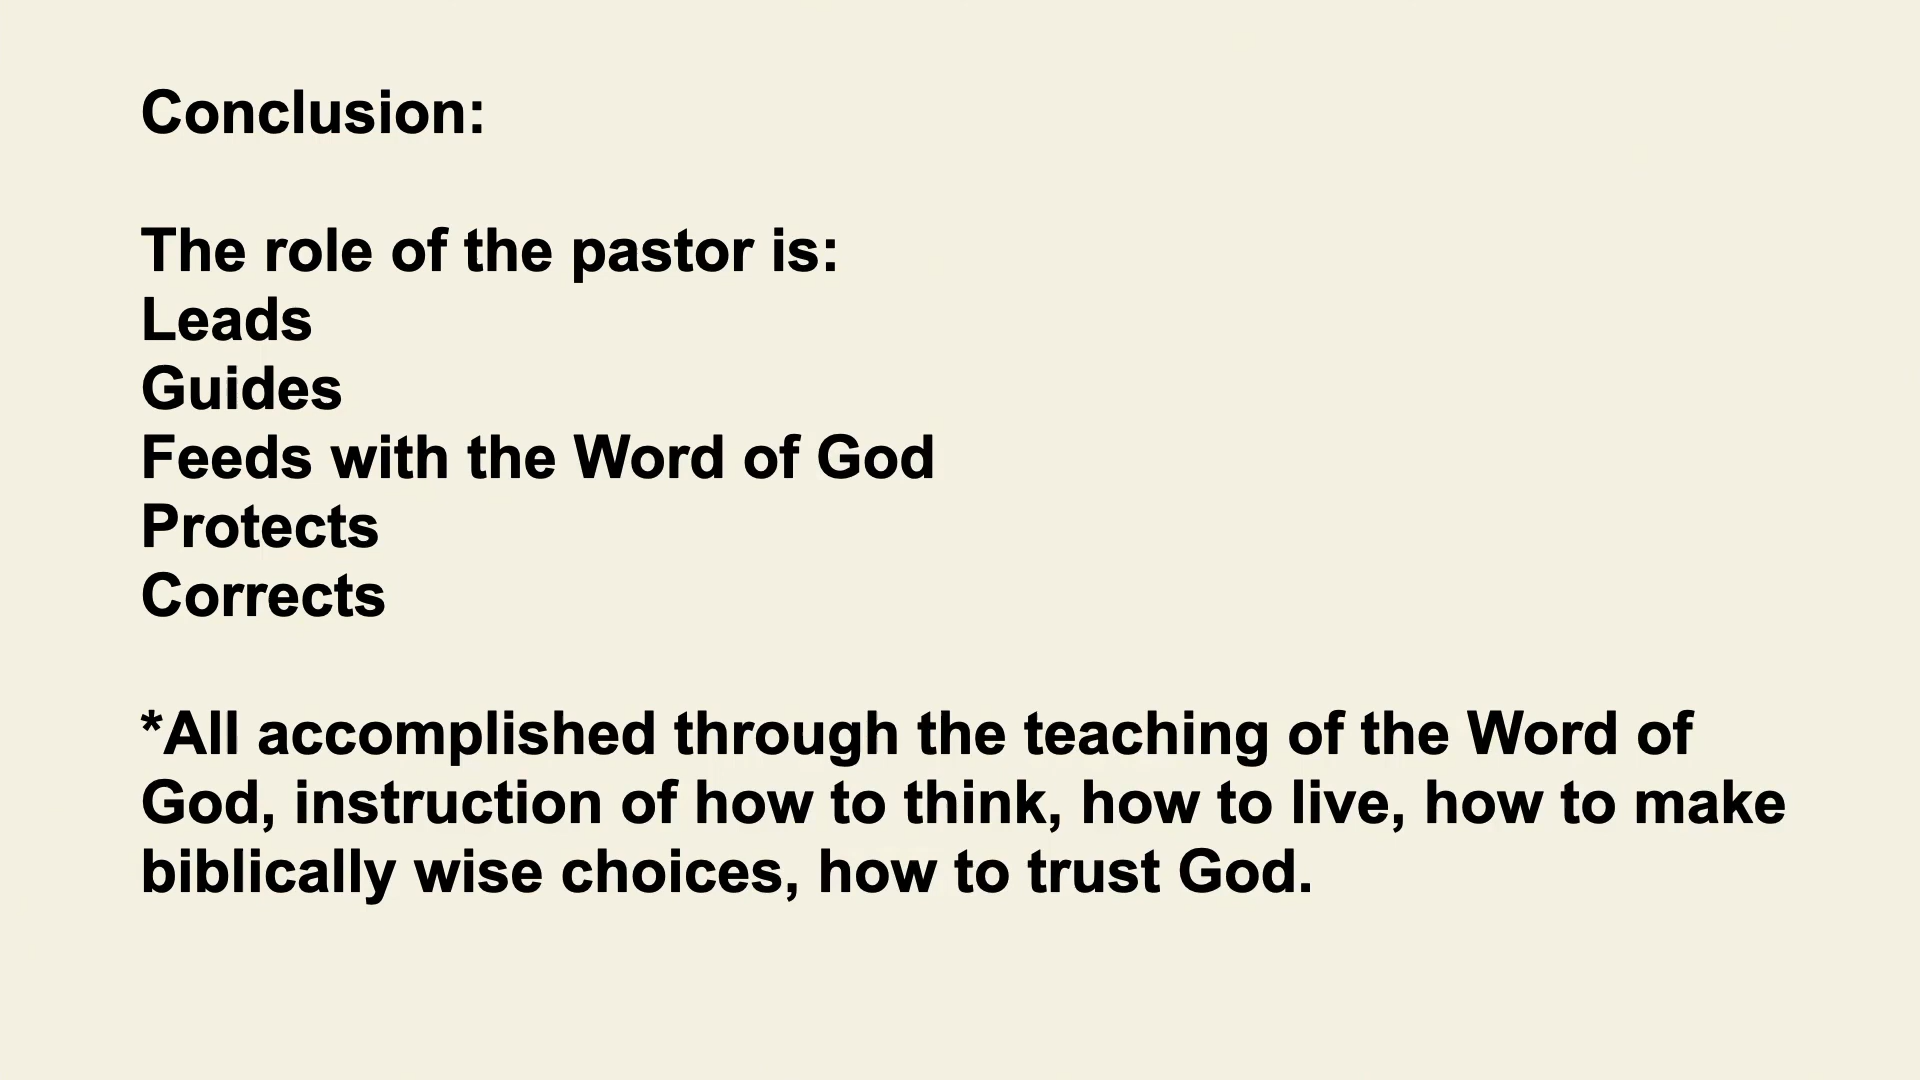 Conclusion:
The role of the pastor is:
Leads
Guides
Feeds with the Word of God
Protects
Corrects
*All accomplished through the teaching of the Word of
God, instruction of how to think, how to live, how to make
biblically wise choices, how to trust God.